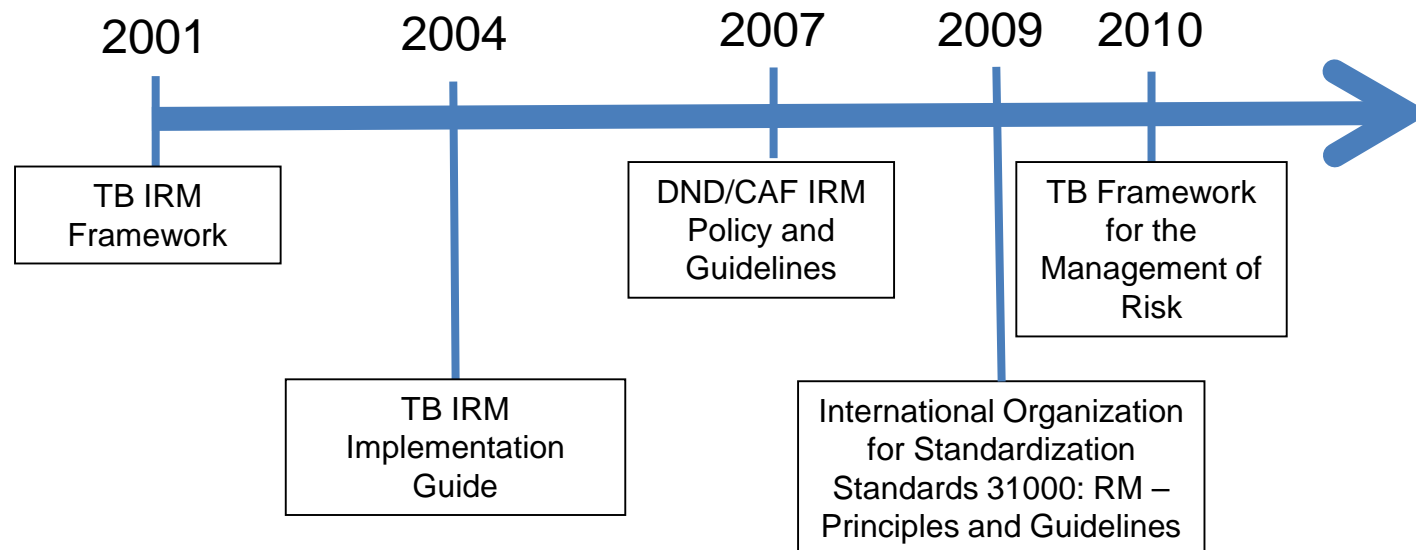 2001
2004
2007
2009
2010
TB IRM
Framework
TB IRM
Implementation
Guide
DND/CAF IRM
Policy and
Guidelines
International Organization
for Standardization
Standards 31000: RM –
Principles and Guidelines
TB Framework
for the
Management of
Risk